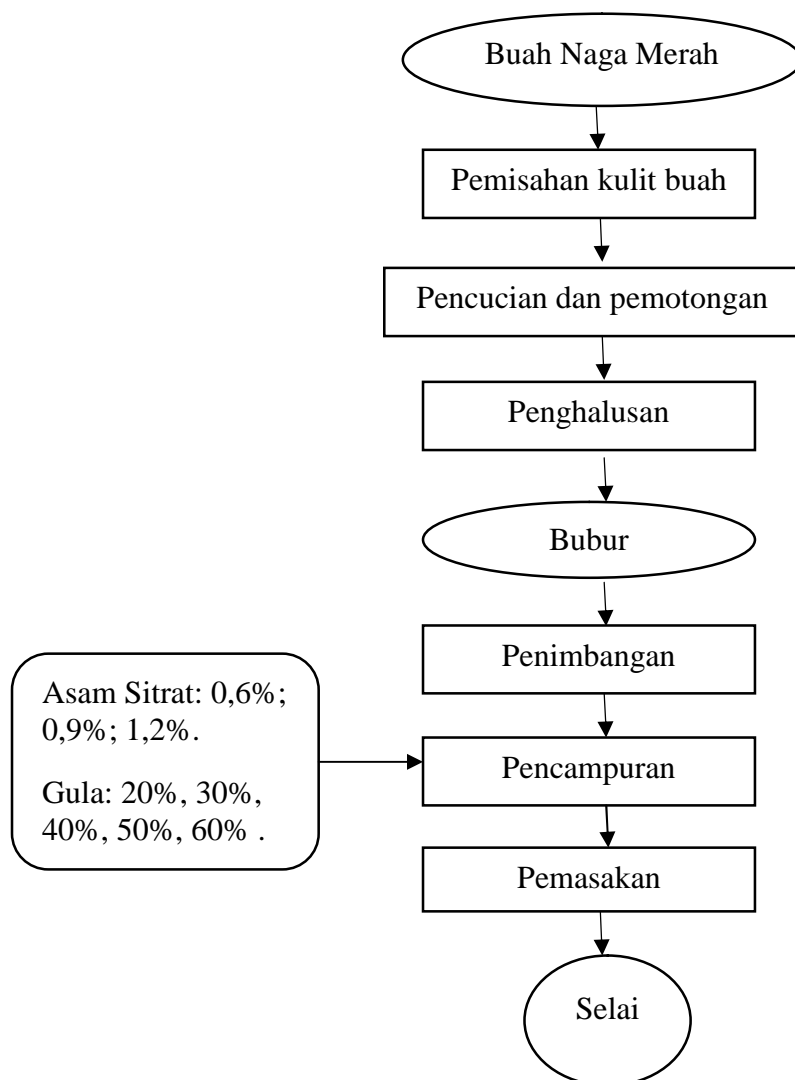 Buah Naga Merah
Pemisahan kulit buah
Pencucian dan pemotongan
Penghalusan
Bubur
Penimbangan
Asam Sitrat: 0,6%;
0,9%; 1,2%.
Gula: 20%, 30%,
40%, 50%, 60% .
Pencampuran
Pemasakan
Selai